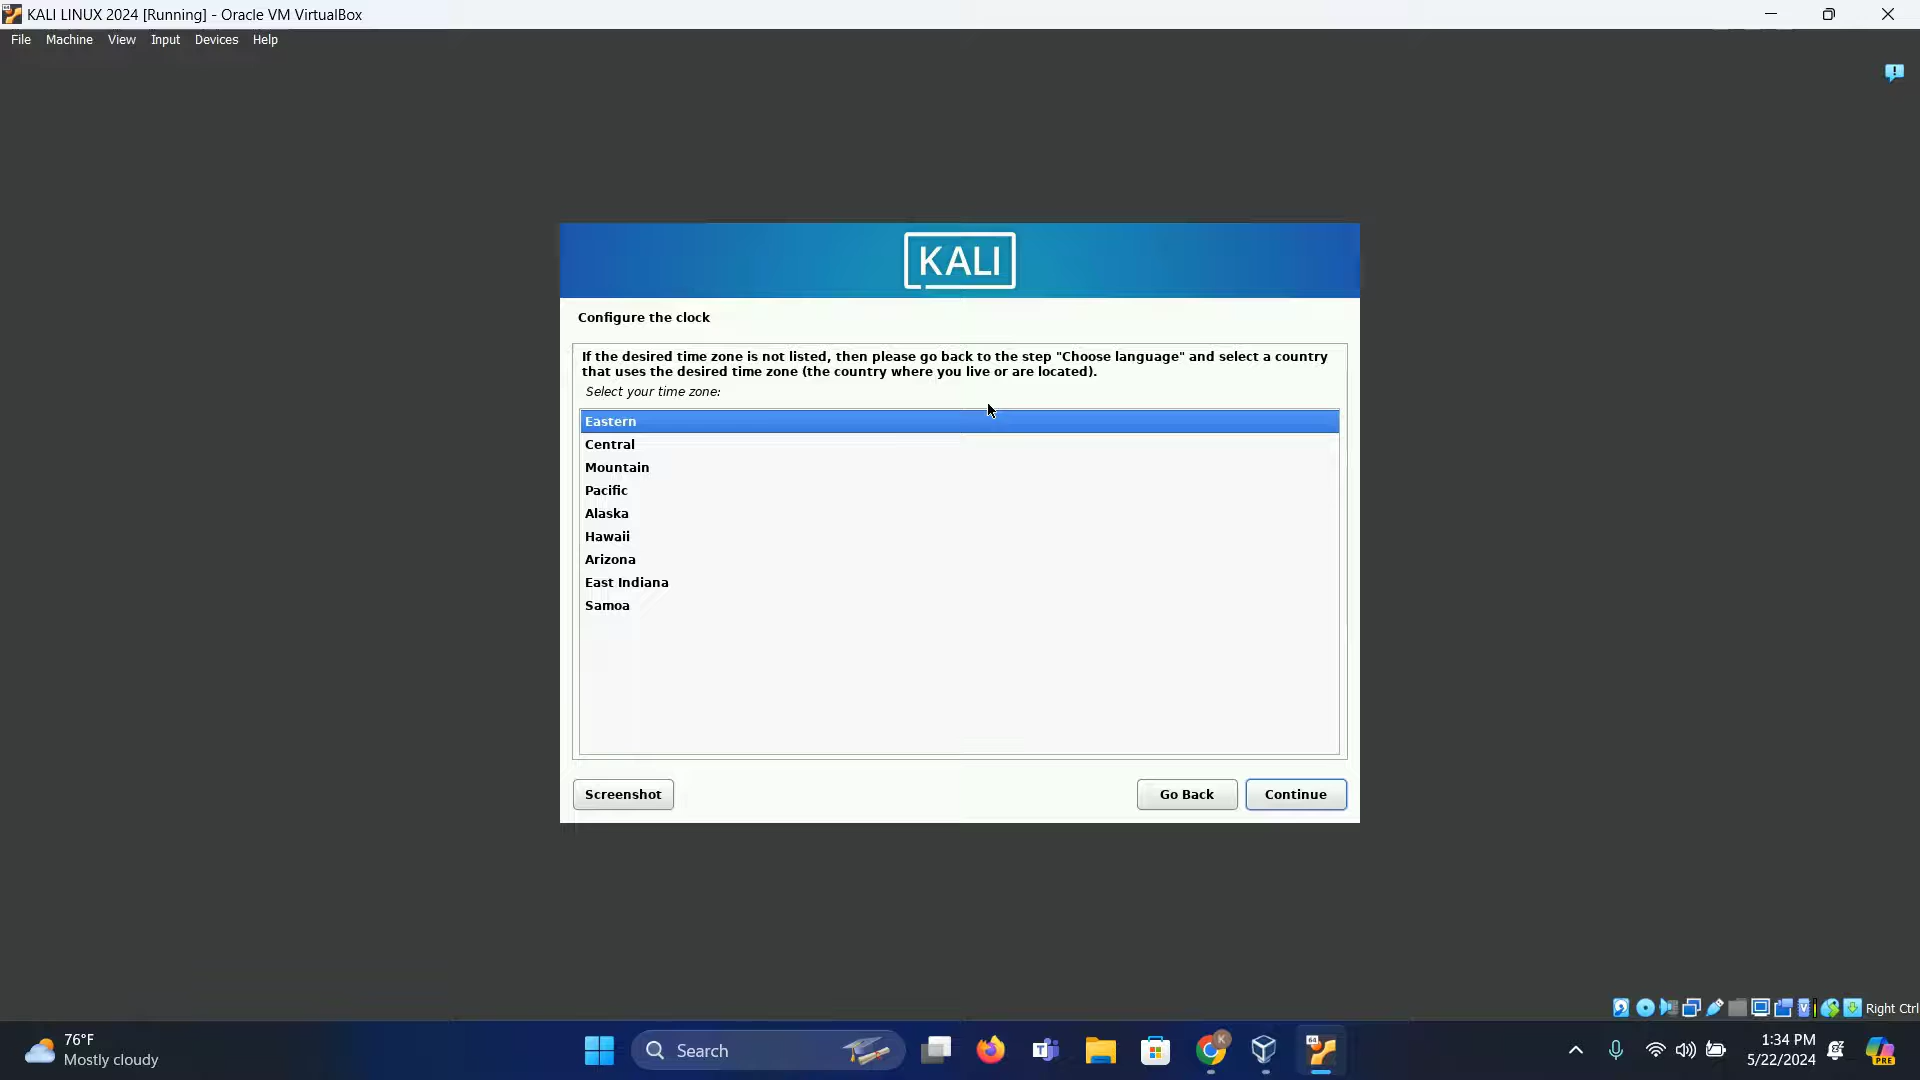 KALI LINUX 2024 [Running] - Oracle VM VirtualBox
File Machine View Input Devices Help
KALI
Configure the clock
If the desired time zone is not listed, then please go back to the step "Choose language" and select a country
that uses the desired time zone (the country where you live or are located).
Select your time zone:
Eastern
Central
Mountain
Pacific
Alaska
Hawaii
Arizona
East Indiana
Samoa
Screenshot Go Back Continue
Right Ctrl
76°F
Mostly cloudy
Search
1:34 PM
5/22/2024
PRE